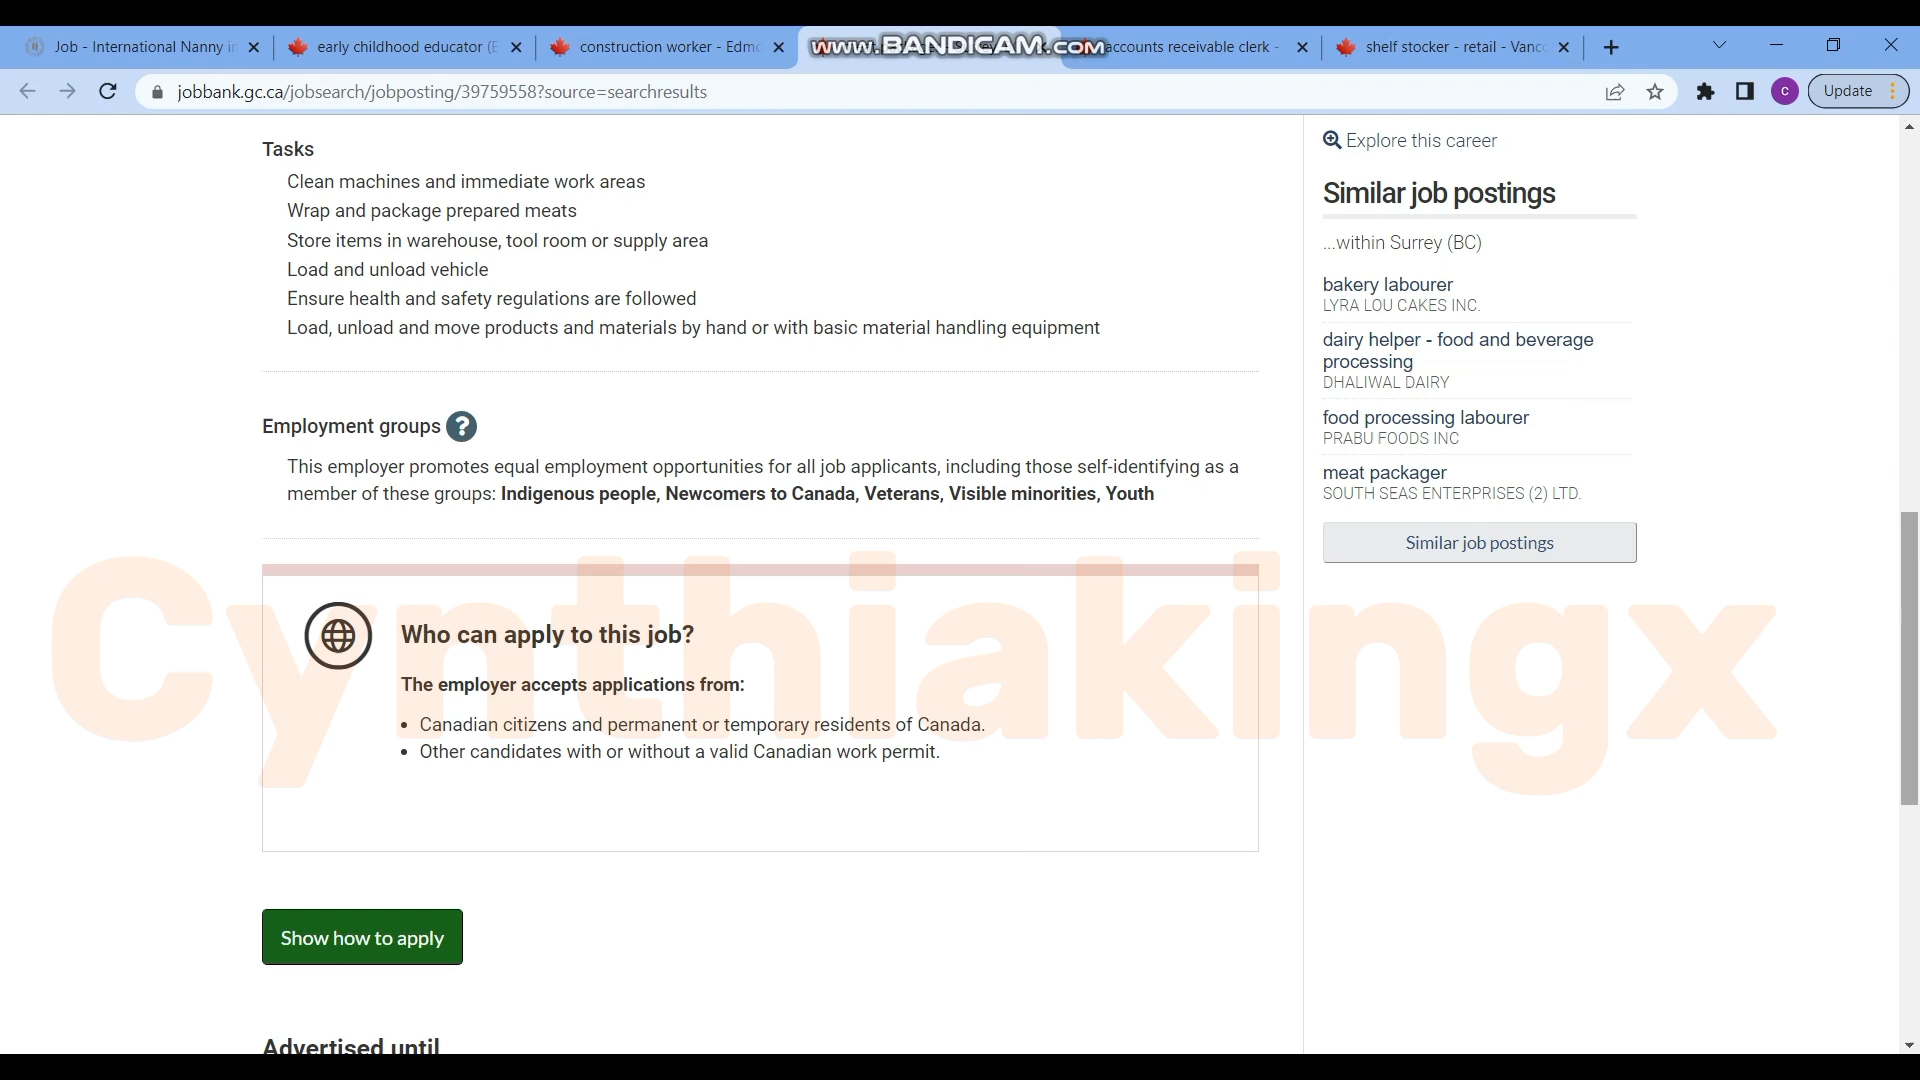 Job - International Nanny i
early childhood educator (E
construction worker - Edmo
www.BANDICAM.com
accounts receivable clerk -
shelf stocker - retail - Vanco
jobbank.gc.ca/jobsearch/jobposting/39759558?source=searchresults
C
Update
Tasks
Clean machines and immediate work areas
Wrap and package prepared meats
Store items in warehouse, tool room or supply area
Load and unload vehicle
Ensure health and safety regulations are followed
Load, unload and move products and materials by hand or with basic material handling equipment
Employment groups ?
This employer promotes equal employment opportunities for all job applicants, including those self-identifying as a
member of these groups: Indigenous people, Newcomers to Canada, Veterans, Visible minorities, Youth
Cynthiakingx
Who can apply to this job?
The employer accepts applications from:
• Canadian citizens and permanent or temporary residents of Canada.
• Other candidates with or without a valid Canadian work permit.
Show how to apply
Advertised until
Explore this career
Similar job postings
...within Surrey (BC)
bakery labourer
LYRA LOU CAKES INC.
dairy helper - food and beverage
processing
DHALIWAL DAIRY
food processing labourer
PRABU FOODS INC
meat packager
SOUTH SEAS ENTERPRISES (2) LTD.
Similar job postings